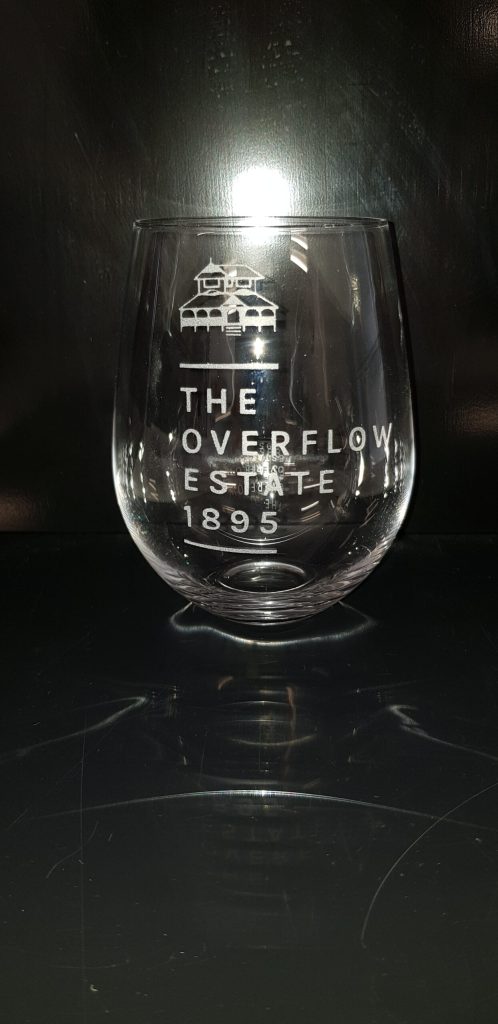 THE
OVERFLOW
ESTATE
1895